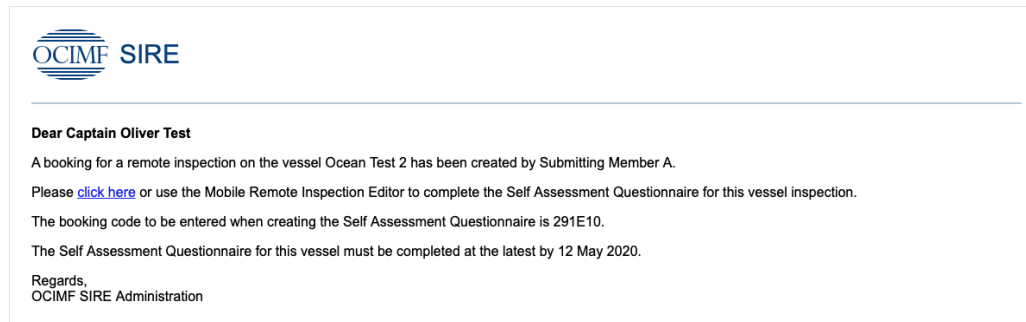 OCIMF SIRE
Dear Captain Oliver Test
A booking for a remote inspection on the vessel Ocean Test 2 has been created by Submitting Member A.
Please click here or use the Mobile Remote Inspection Editor to complete the Self Assessment Questionnaire for this vessel inspection.
The booking code to be entered when creating the Self Assessment Questionnaire is 291E10.
The Self Assessment Questionnaire for this vessel must be completed at the latest by 12 May 2020.
Regards,
OCIMF SIRE Administration